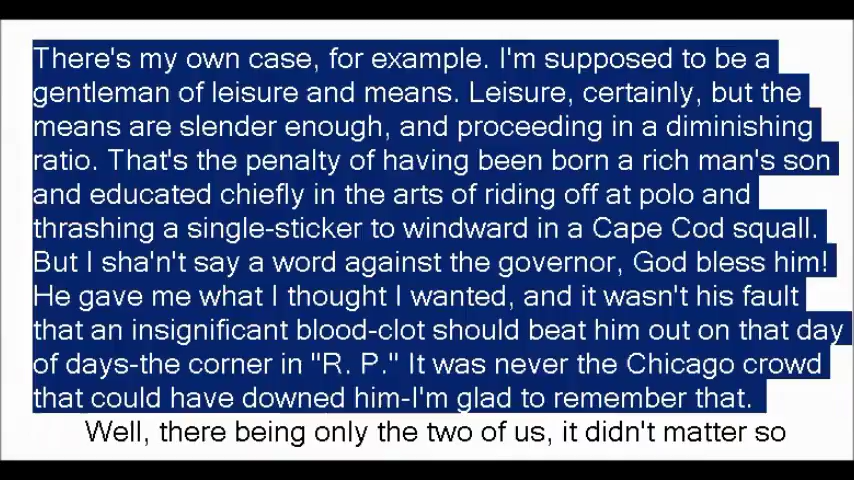 There's my own case, for example. I'm supposed to be a
gentleman of leisure and means. Leisure, certainly, but the
means are slender enough, and proceeding in a diminishing
ratio. That's the penalty of having been born a rich man's son
and educated chiefly in the arts of riding off at polo and
thrashing a single-sticker to windward in a Cape Cod squall.
But I sha'n't say a word against the governor, God bless him!
He gave me what I thought I wanted, and it wasn't his fault
that an insignificant blood-clot should beat him out on that day
of days-the corner in "R. P." It was never the Chicago crowd
that could have downed him-I'm glad to remember that.
Well, there being only the two of us, it didn't matter so